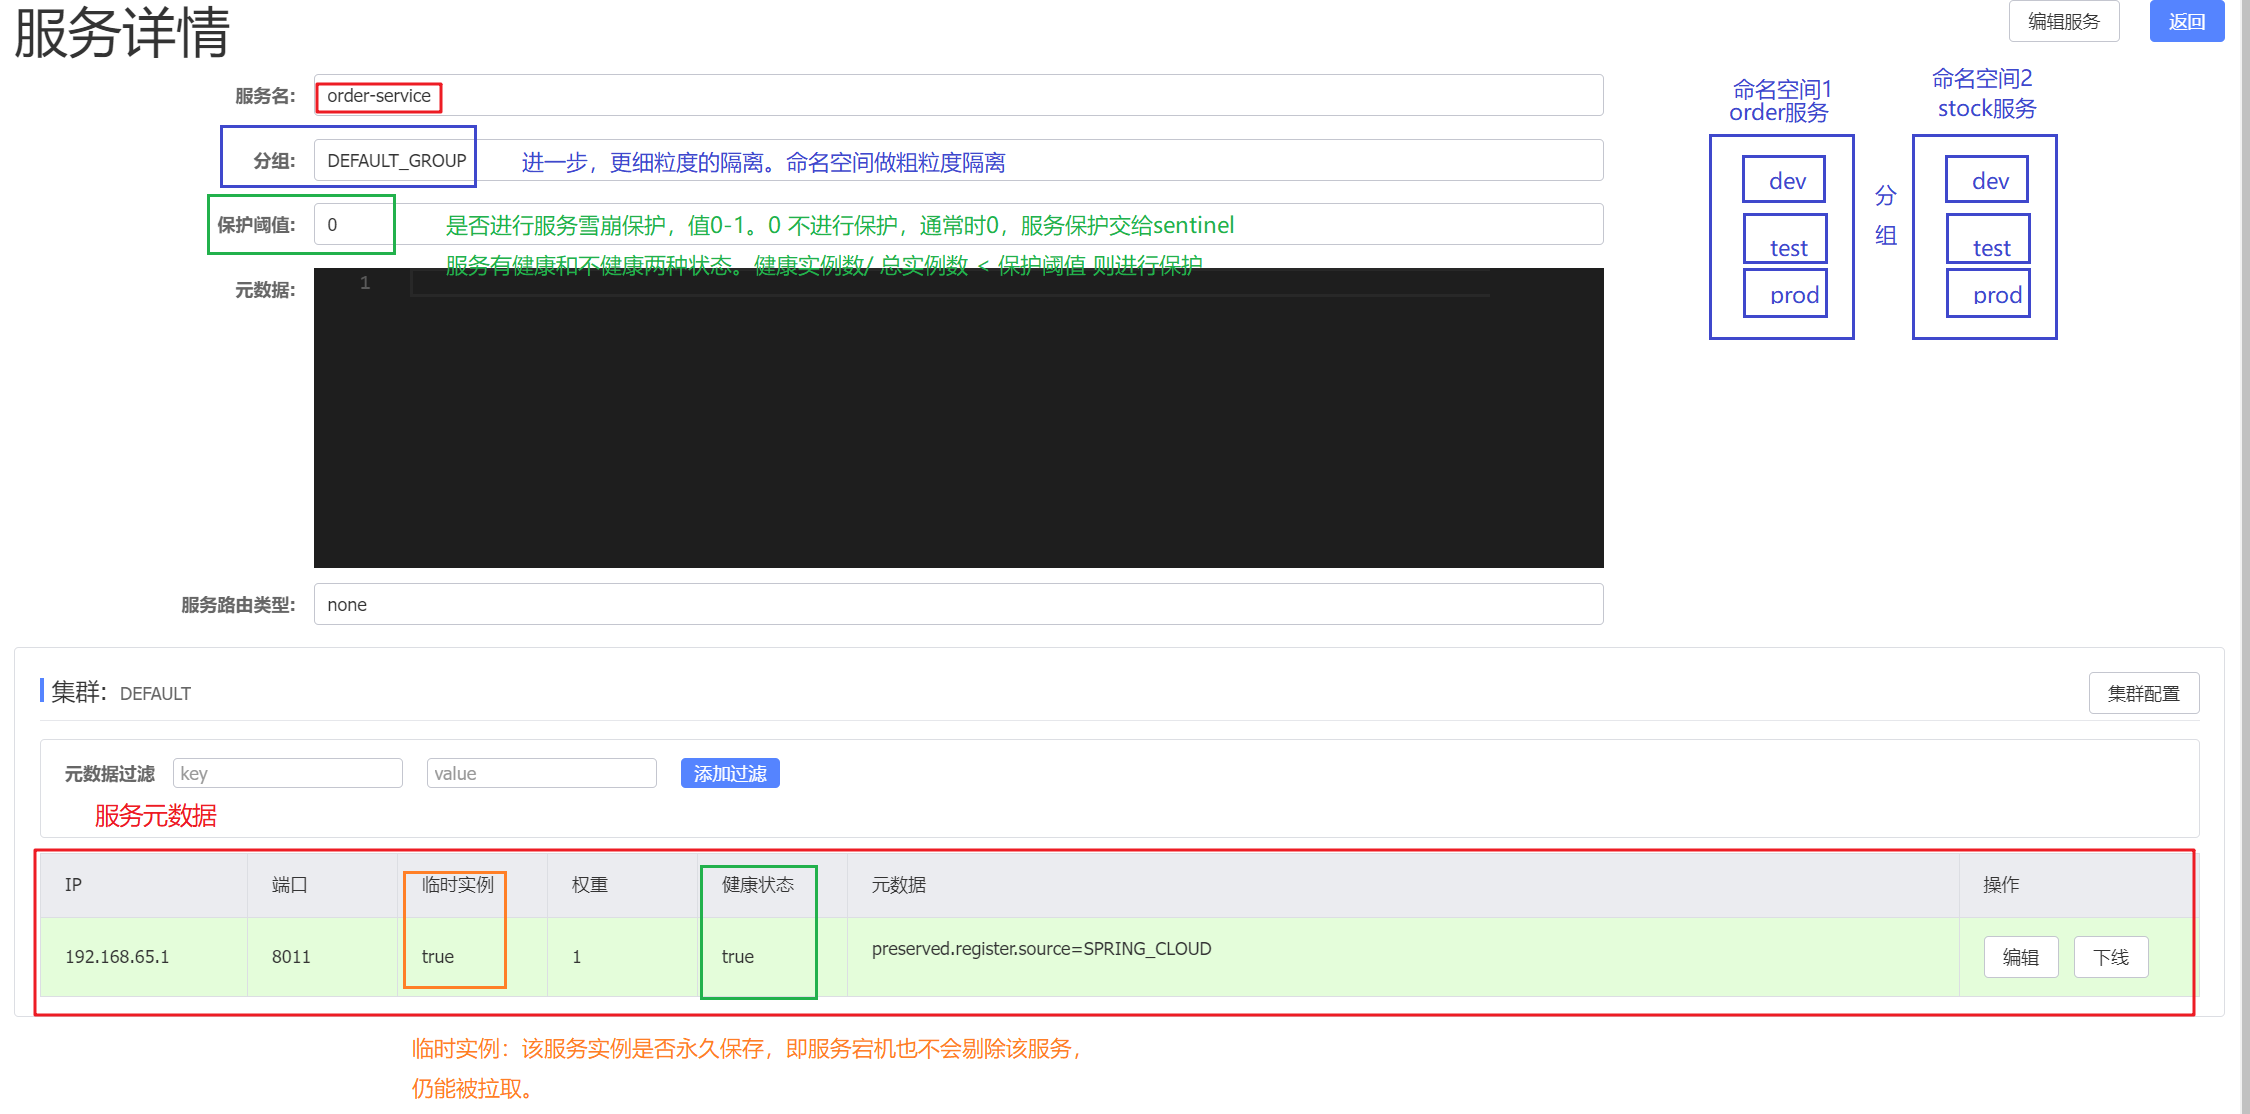 服务详情
编辑服务
返回
服务名:
order-service
分组:
DEFAULT_GROUP
进一步，更细粒度的隔离。命名空间做粗粒度隔离
保护阈值:
0
是否进行服务雪崩保护，值0-1。0 不进行保护，通常时0，服务保护交给sentinel
服务有健康和不健康两种状态。健康实例数/ 总实例数 < 保护阈值 则进行保护
元数据:
1
命名空间1
order服务
dev
test
prod
分
组
命名空间2
stock服务
dev
test
prod
服务路由类型:
none
集群: DEFAULT
集群配置
元数据过滤
key
value
添加过滤
服务元数据
IP 端口 临时实例 权重 健康状态 元数据 操作
192.168.65.1 8011 true 1 true preserved.register.source=SPRING_CLOUD 编辑 下线
临时实例：该服务实例是否永久保存，即服务宕机也不会剔除该服务，
仍能被拉取。